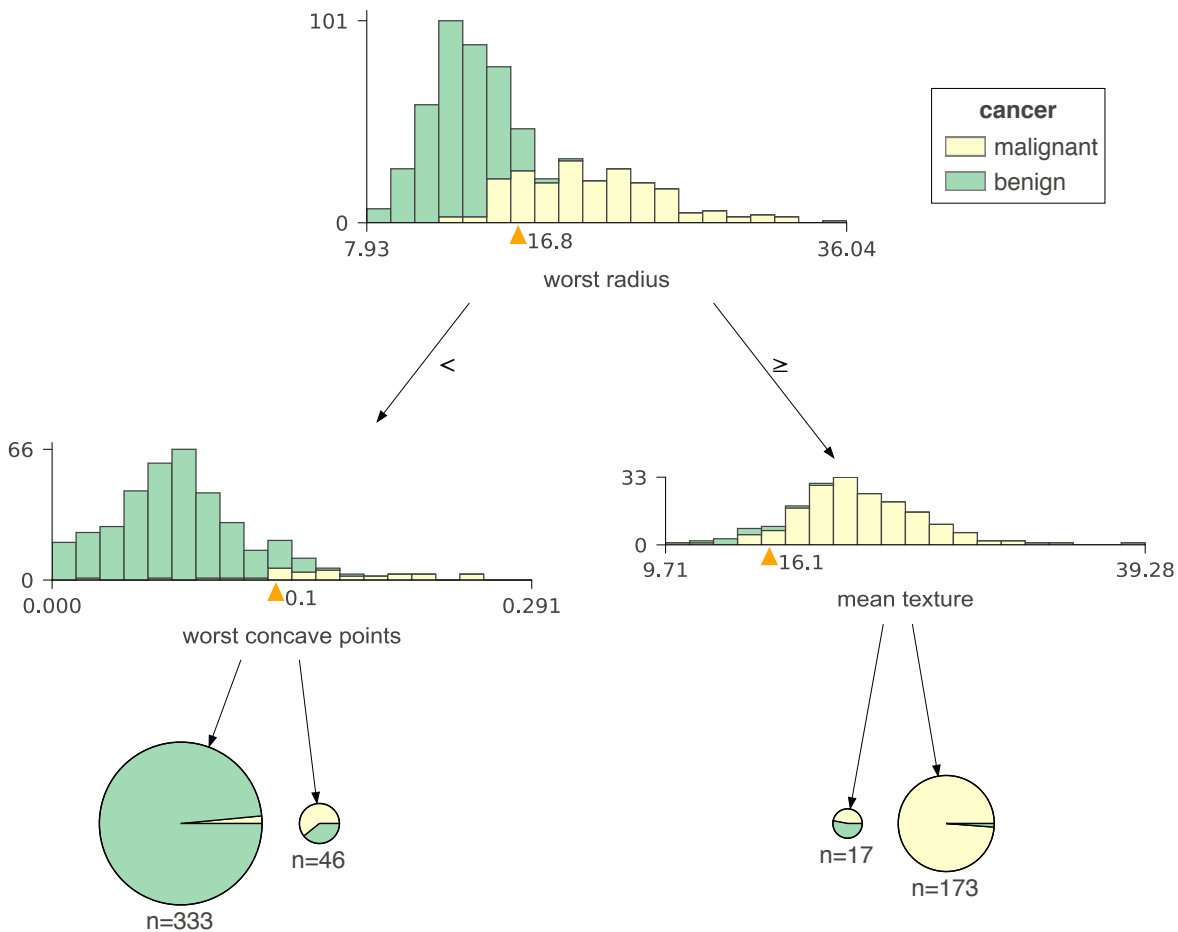 101
0
7.93
16.8
36.04
worst radius
cancer
malignant
benign
<
≥
66
0
0.000
0.1
0.291
worst concave points
33
0
9.71
16.1
39.28
mean texture
n=333
n=46
n=17
n=173